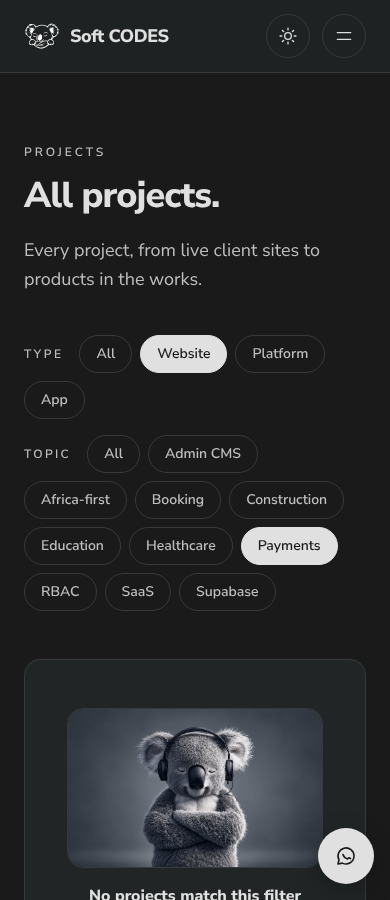 Soft CODES
PROJECTS
All projects.
Every project, from live client sites to
products in the works.
TYPE All Website Platform
App
TOPIC All Admin CMS
Africa-first Booking Construction
Education Healthcare Payments
RBAC SaaS Supabase
No projects match this filter